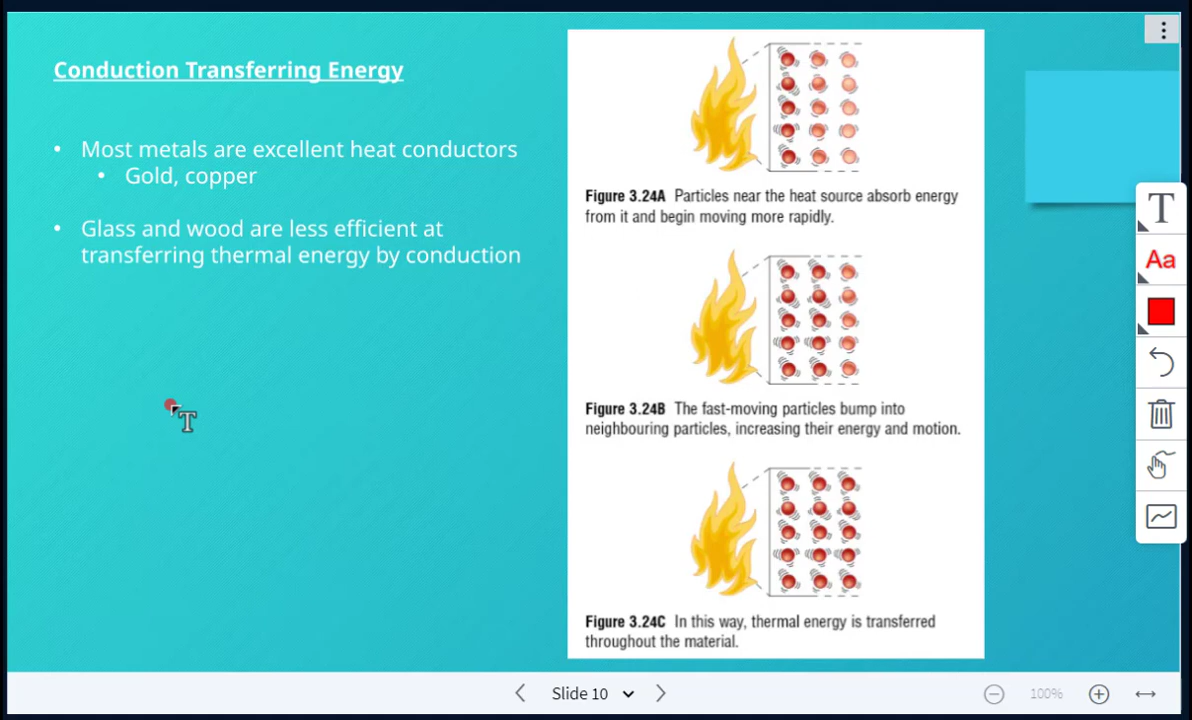 Conduction Transferring Energy
• Most metals are excellent heat conductors
• Gold, copper
• Glass and wood are less efficient at
transferring thermal energy by conduction
Figure 3.24A Particles near the heat source absorb energy
from it and begin moving more rapidly.
Figure 3.24B The fast-moving particles bump into
neighbouring particles, increasing their energy and motion.
Figure 3.24C In this way, thermal energy is transferred
throughout the material.
T
Aa
T
Slide 10
100%